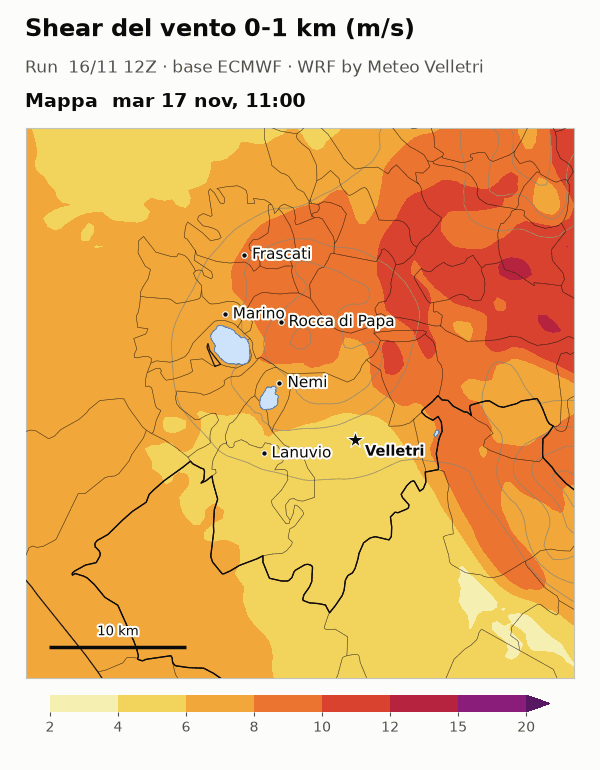 Shear del vento 0-1 km (m/s)
Run  16/11 12Z · base ECMWF · WRF by Meteo Velletri
Mappa  mar 17 nov, 11:00
Frascati
Marino
Rocca di Papa
Nemi
Velletri
Lanuvio
10 km
2 4 6 8 10 12 15 20